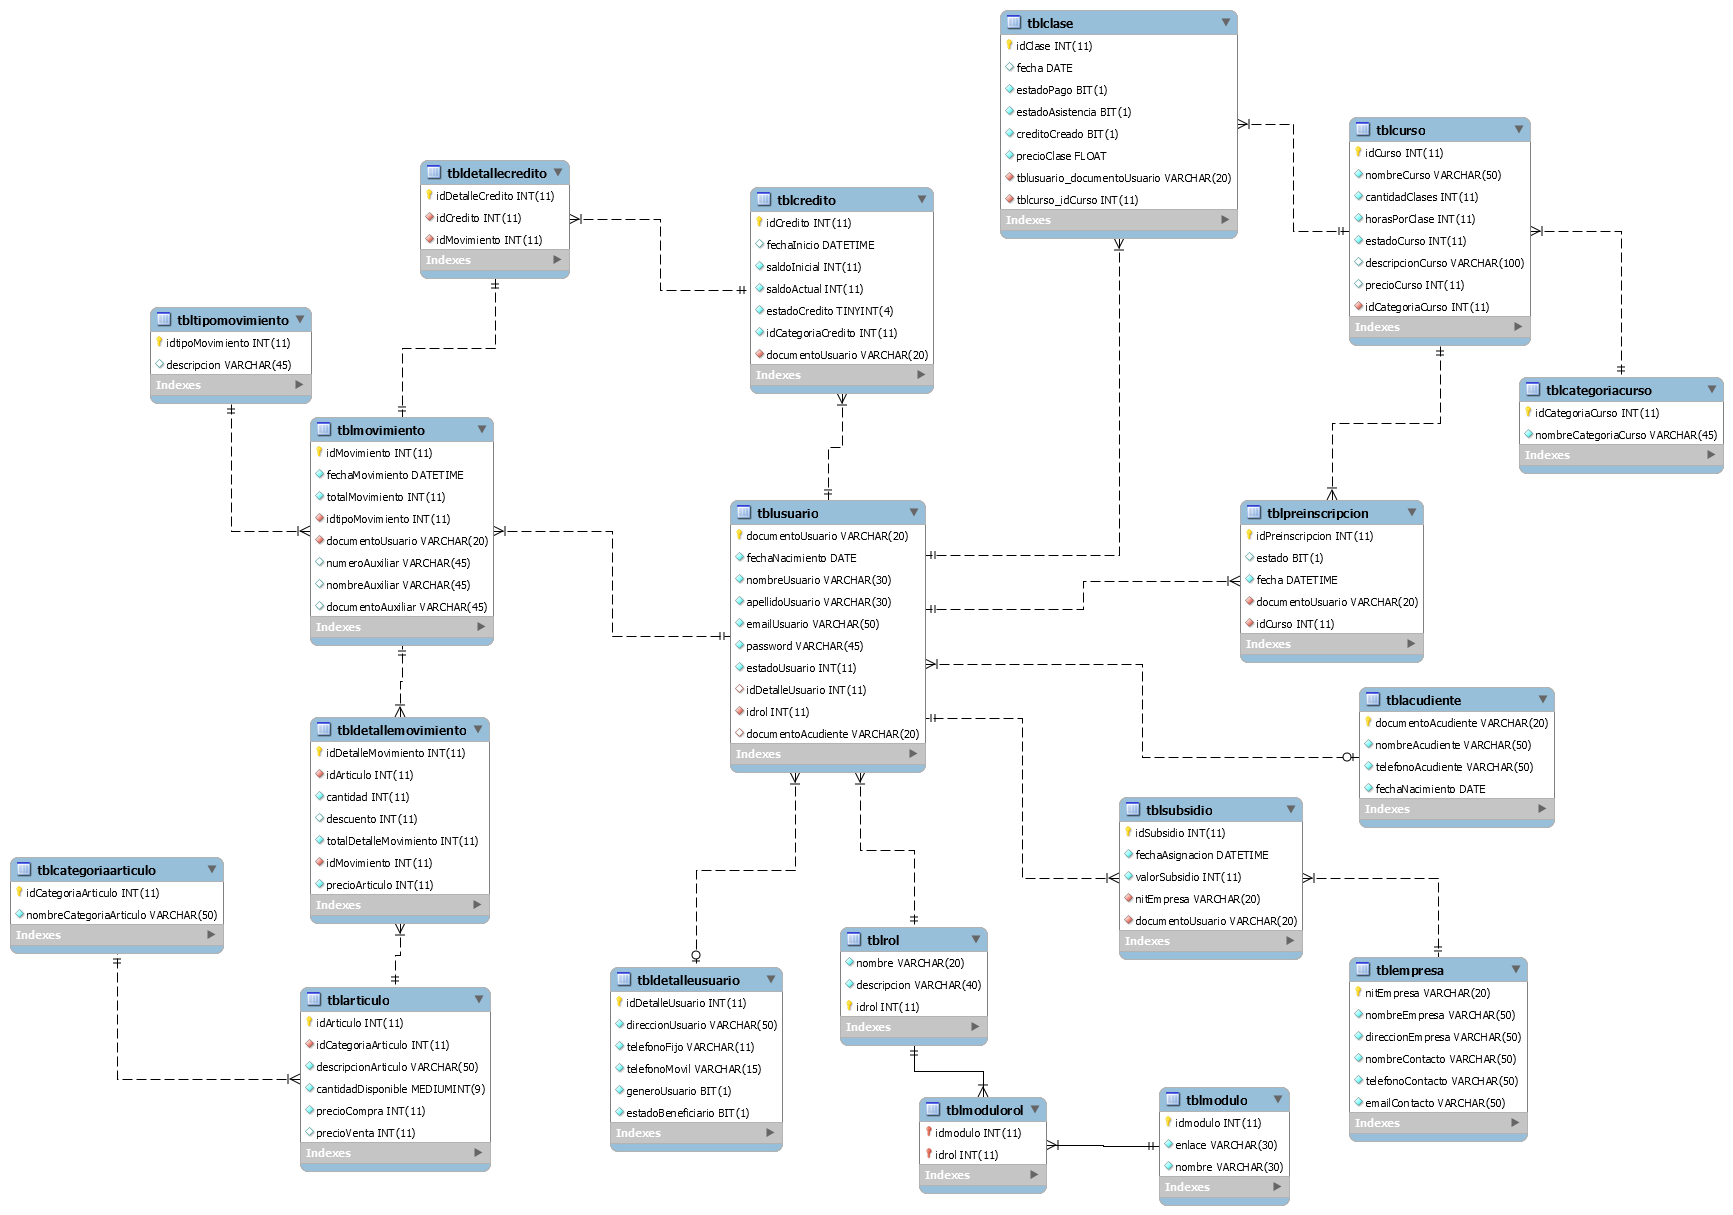 tblclase
idClase INT(11)
fecha DATE
estadoPago BIT(1)
estadoAsistencia BIT(1)
creditoCreado BIT(1)
precioClase FLOAT
tblusuario_documentoUsuario VARCHAR(20)
tblcurso_idCurso INT(11)
Indexes
tblcurso
idCurso INT(11)
nombreCurso VARCHAR(50)
cantidadClases INT(11)
horasPorClase INT(11)
estadoCurso INT(11)
descripcionCurso VARCHAR(100)
precioCurso INT(11)
idCategoriaCurso INT(11)
Indexes
tbldetallecredito
idDetalleCredito INT(11)
idCredito INT(11)
idMovimiento INT(11)
Indexes
tblcredito
idCredito INT(11)
fechaInicio DATETIME
saldoInicial INT(11)
saldoActual INT(11)
estadoCredito TINYINT(4)
idCategoriaCredito INT(11)
documentoUsuario VARCHAR(20)
Indexes
tbltipomovimiento
idtipoMovimiento INT(11)
descripcion VARCHAR(45)
Indexes
tblcategoriacurso
idCategoriaCurso INT(11)
nombreCategoriaCurso VARCHAR(45)
Indexes
tblmovimiento
idMovimiento INT(11)
fechaMovimiento DATETIME
totalMovimiento INT(11)
idtipoMovimiento INT(11)
documentoUsuario VARCHAR(20)
numeroAuxiliar VARCHAR(45)
nombreAuxiliar VARCHAR(45)
documentoAuxiliar VARCHAR(45)
Indexes
tblusuario
documentoUsuario VARCHAR(20)
fechaNacimiento DATE
nombreUsuario VARCHAR(30)
apellidoUsuario VARCHAR(30)
emailUsuario VARCHAR(50)
password VARCHAR(45)
estadoUsuario INT(11)
idDetalleUsuario INT(11)
idrol INT(11)
documentoAcudiente VARCHAR(20)
Indexes
tblpreinscripcion
idPreinscripcion INT(11)
estado BIT(1)
fecha DATETIME
documentoUsuario VARCHAR(20)
idCurso INT(11)
Indexes
tblacudiente
documentoAcudiente VARCHAR(20)
nombreAcudiente VARCHAR(50)
telefonoAcudiente VARCHAR(50)
fechaNacimiento DATE
Indexes
tbldetallemovimiento
idDetalleMovimiento INT(11)
idArticulo INT(11)
cantidad INT(11)
descuento INT(11)
totalDetalleMovimiento INT(11)
idMovimiento INT(11)
precioArticulo INT(11)
Indexes
tblsubsidio
idSubsidio INT(11)
fechaAsignacion DATETIME
valorSubsidio INT(11)
nitEmpresa VARCHAR(20)
documentoUsuario VARCHAR(20)
Indexes
tblcategoriaarticulo
idCategoriaArticulo INT(11)
nombreCategoriaArticulo VARCHAR(50)
Indexes
tblrol
nombre VARCHAR(20)
descripcion VARCHAR(40)
idrol INT(11)
Indexes
tblempresa
nitEmpresa VARCHAR(20)
nombreEmpresa VARCHAR(50)
direccionEmpresa VARCHAR(50)
nombreContacto VARCHAR(50)
telefonoContacto VARCHAR(50)
emailContacto VARCHAR(50)
Indexes
tbldetalleusuario
idDetalleUsuario INT(11)
direccionUsuario VARCHAR(50)
telefonoFijo VARCHAR(11)
telefonoMovil VARCHAR(15)
generoUsuario BIT(1)
estadoBeneficiario BIT(1)
Indexes
tblarticulo
idArticulo INT(11)
idCategoriaArticulo INT(11)
descripcionArticulo VARCHAR(50)
cantidadDisponible MEDIUMINT(9)
precioCompra INT(11)
precioVenta INT(11)
Indexes
tblmodulorol
idmodulo INT(11)
idrol INT(11)
Indexes
tblmodulo
idmodulo INT(11)
enlace VARCHAR(30)
nombre VARCHAR(30)
Indexes